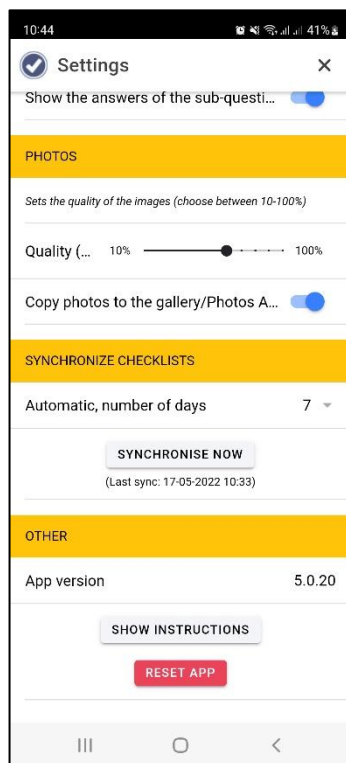 10:44 41%
Settings
Show the answers of the sub-questi...
PHOTOS
Sets the quality of the images (choose between 10-100%)
Quality (... 10% 100%
Copy photos to the gallery/Photos A...
SYNCHRONIZE CHECKLISTS
Automatic, number of days 7
SYNCHRONISE NOW
(Last sync: 17-05-2022 10:33)
OTHER
App version 5.0.20
SHOW INSTRUCTIONS
RESET APP